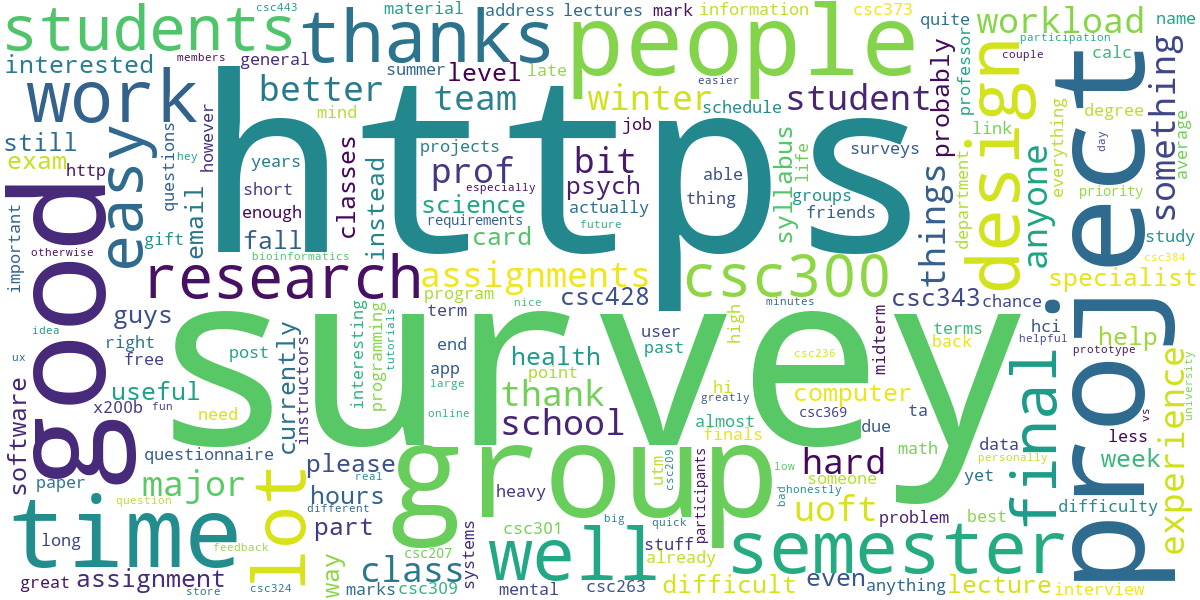 csc443
material
address
lectures
mark
information
csc373
quite
workload
name
students
thanks
people
participation
interested
members
general
summer
level
late
easier
winter
student
probably
professor
couple
calc
work
better
team
schedule
design
degree
something
average
still
easy
however
mind
job
link
day
project
exam
http
https
questions
hey
years
classes
projects
prof
bit
able
surveys
syllabus
life
everything
good
short
instead
especially
psych
thing
groups
things
department
anyone
priority
important
email
enough
science
actually
friends
study
gift
fall
requirements
future
card
otherwise
bioinformatics
csc384
research
assignments
csc300
specialist
program
csc428
csc343
chance
idea
guys
survey
nice
minutes
term
interesting
programming
tutorials
user
high
midterm
terms
hci
help
helpful
right
free
post
end
past
back
prototype
ux
currently
instructors
app
health
csc236
final
experience
university
software
useful
large
point
hi
computer
x200b
fun
need
thank
greatly
online
school
almost
csc369
ta
vs
finals
due
less
questionnaire
group
math
data
week
paper
major
please
utm
csc209
participants
low
hard
someone
personally
yet
lot
question
real
hours
heavy
bad
honestly
difficulty
time
different
part
csc301
big
quick
uoft
problem
best
long
feedback
way
systems
csc207
well
stuff
already
semester
great
assignment
store
csc324
marks
csc309
class
mental
csc263
difficult
even
anything
lecture
interview